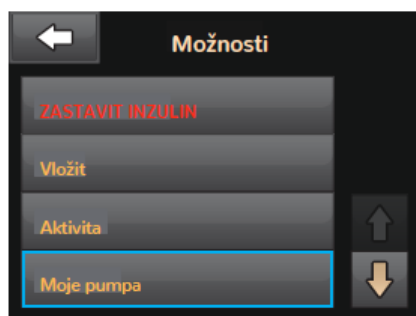 Možnosti
ZASTAVIT INZULIN
Vložit
Aktivita
Moje pumpa